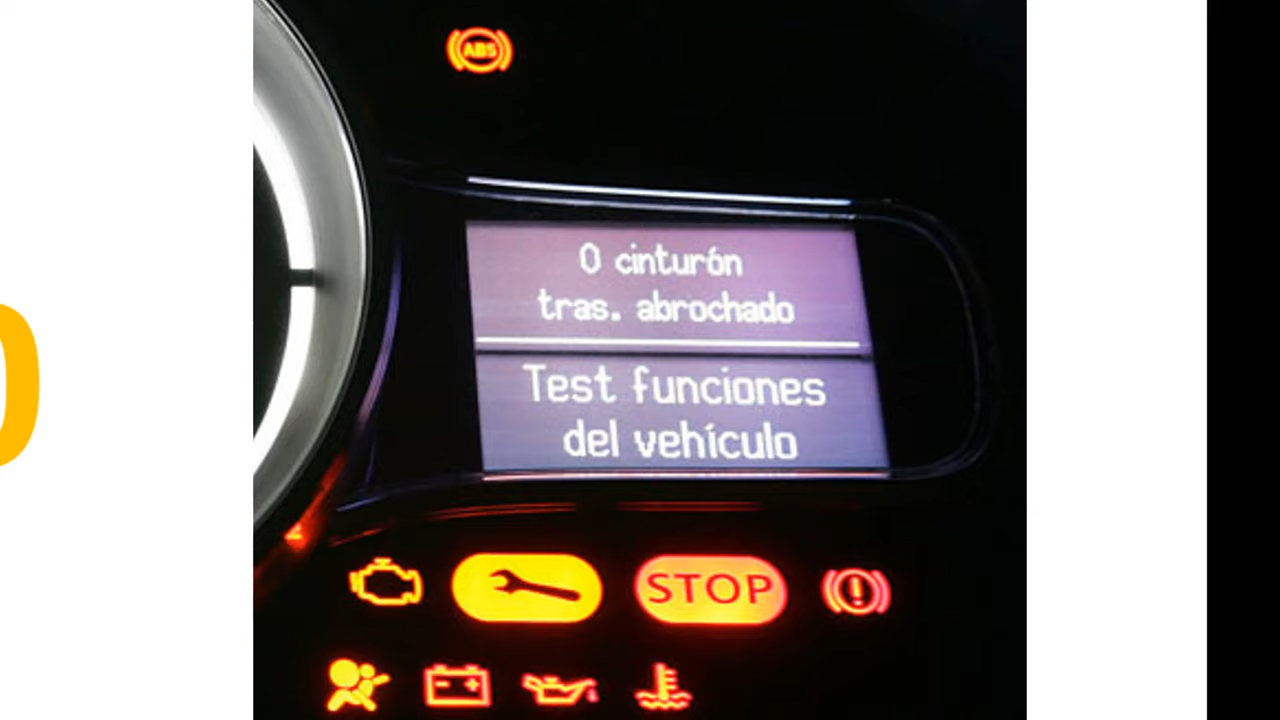 ABS
0 cinturón
tras. abrochado
Test funciones
del vehículo
STOP